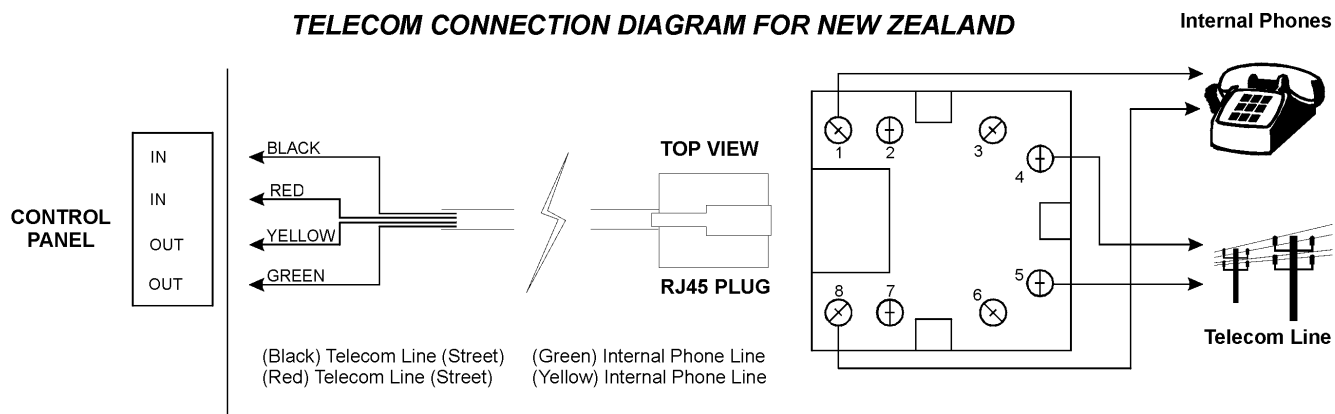 TELECOM CONNECTION DIAGRAM FOR NEW ZEALAND
Internal Phones
CONTROL
PANEL
IN
IN
OUT
OUT
BLACK
RED
YELLOW
GREEN
TOP VIEW
RJ45 PLUG
1
2
3
4
5
6
7
8
Telecom Line
(Black) Telecom Line (Street)
(Red) Telecom Line (Street)
(Green) Internal Phone Line
(Yellow) Internal Phone Line